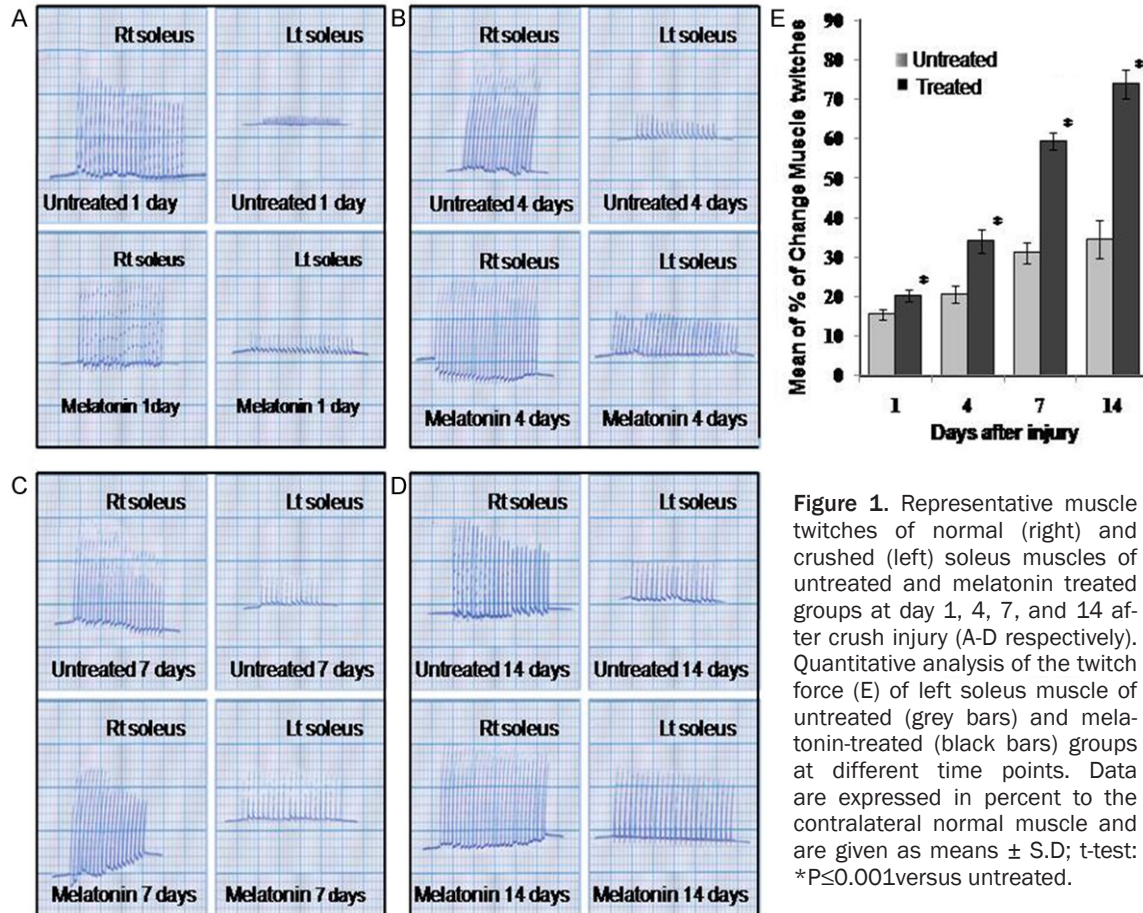 A
Rt soleus
Lt soleus
Untreated 1 day
Untreated 1 day
Rt soleus
Lt soleus
Melatonin 1day
Melatonin 1 day
B
Rt soleus
Lt soleus
Untreated 4 days
Untreated 4 days
Rt soleus
Lt soleus
Melatonin 4 days
Melatonin 4 days
E
Mean of % of Change Muscle twitches
90
80
70
60
50
40
30
20
10
0
Untreated
Treated
*
*
*
*
1 4 7 14
Days after injury
C
Rt soleus
Lt soleus
Untreated 7 days
Untreated 7 days
Rt soleus
Lt soleus
Melatonin 7 days
Melatonin 7 days
D
Rt soleus
Lt soleus
Untreated 14 days
Untreated 14 days
Rt soleus
Lt soleus
Melatonin 14 days
Melatonin 14 days
Figure 1. Representative muscle
twitches of normal (right) and
crushed (left) soleus muscles of
untreated and melatonin treated
groups at day 1, 4, 7, and 14 af-
ter crush injury (A-D respectively).
Quantitative analysis of the twitch
force (E) of left soleus muscle of
untreated (grey bars) and mela-
tonin-treated (black bars) groups
at different time points. Data
are expressed in percent to the
contralateral normal muscle and
are given as means ± S.D; t-test:
*P≤0.001versus untreated.